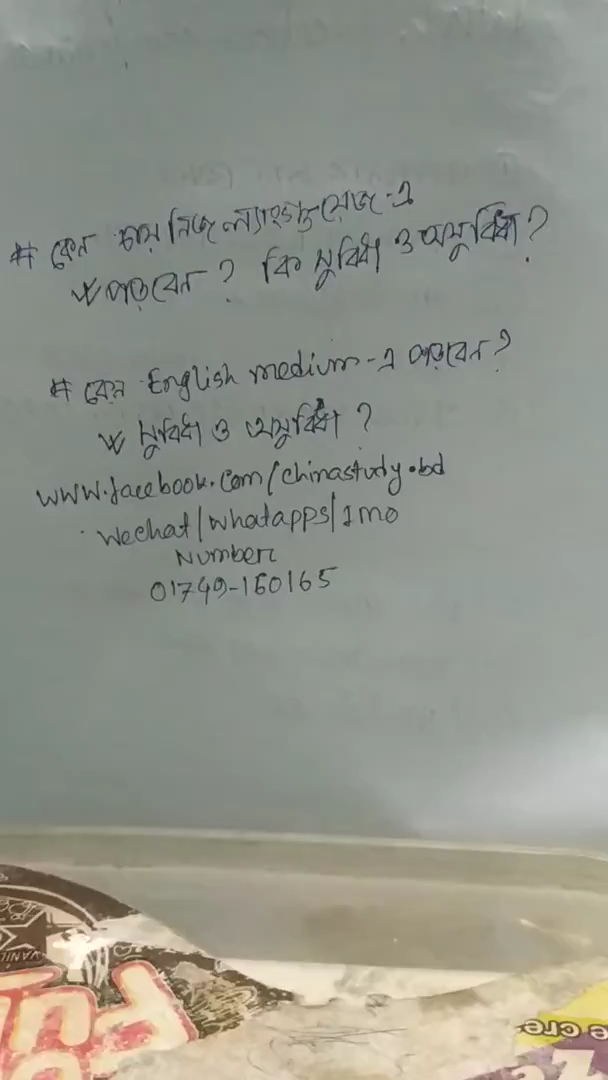 # কেন চায়নিজ ল্যাংগুয়েজ-এ
পড়বেন? কি সুবিধা ও অসুবিধা?
# কেন English medium-এ পড়বেন?
সুবিধা ও অসুবিধা?
www.facebook.com/chinastudy.bd
wechat/whatapps/imo
Number
01749-160165